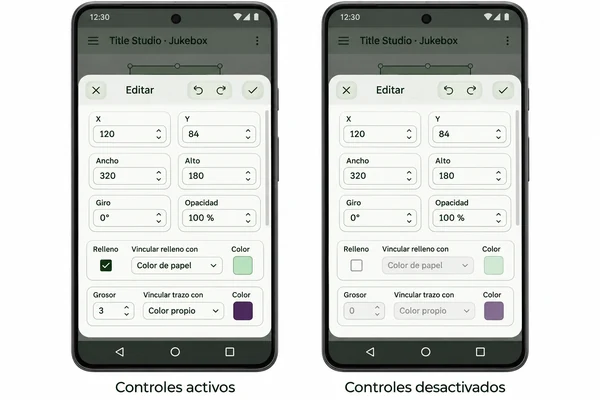 12:30
Title Studio · Jukebox
Editar
X
Y
120
84
Ancho
Alto
320
180
Giro
Opacidad
0°
100 %
Relleno
Vincular relleno con
Color
Color de papel
Grosor
Vincular trazo con
Color
3
Color propio
Controles activos
12:30
Title Studio · Jukebox
Editar
X
Y
120
84
Ancho
Alto
320
180
Giro
Opacidad
0°
100 %
Relleno
Vincular relleno con
Color
Color de papel
Grosor
Vincular trazo con
Color
0
Color propio
Controles desactivados